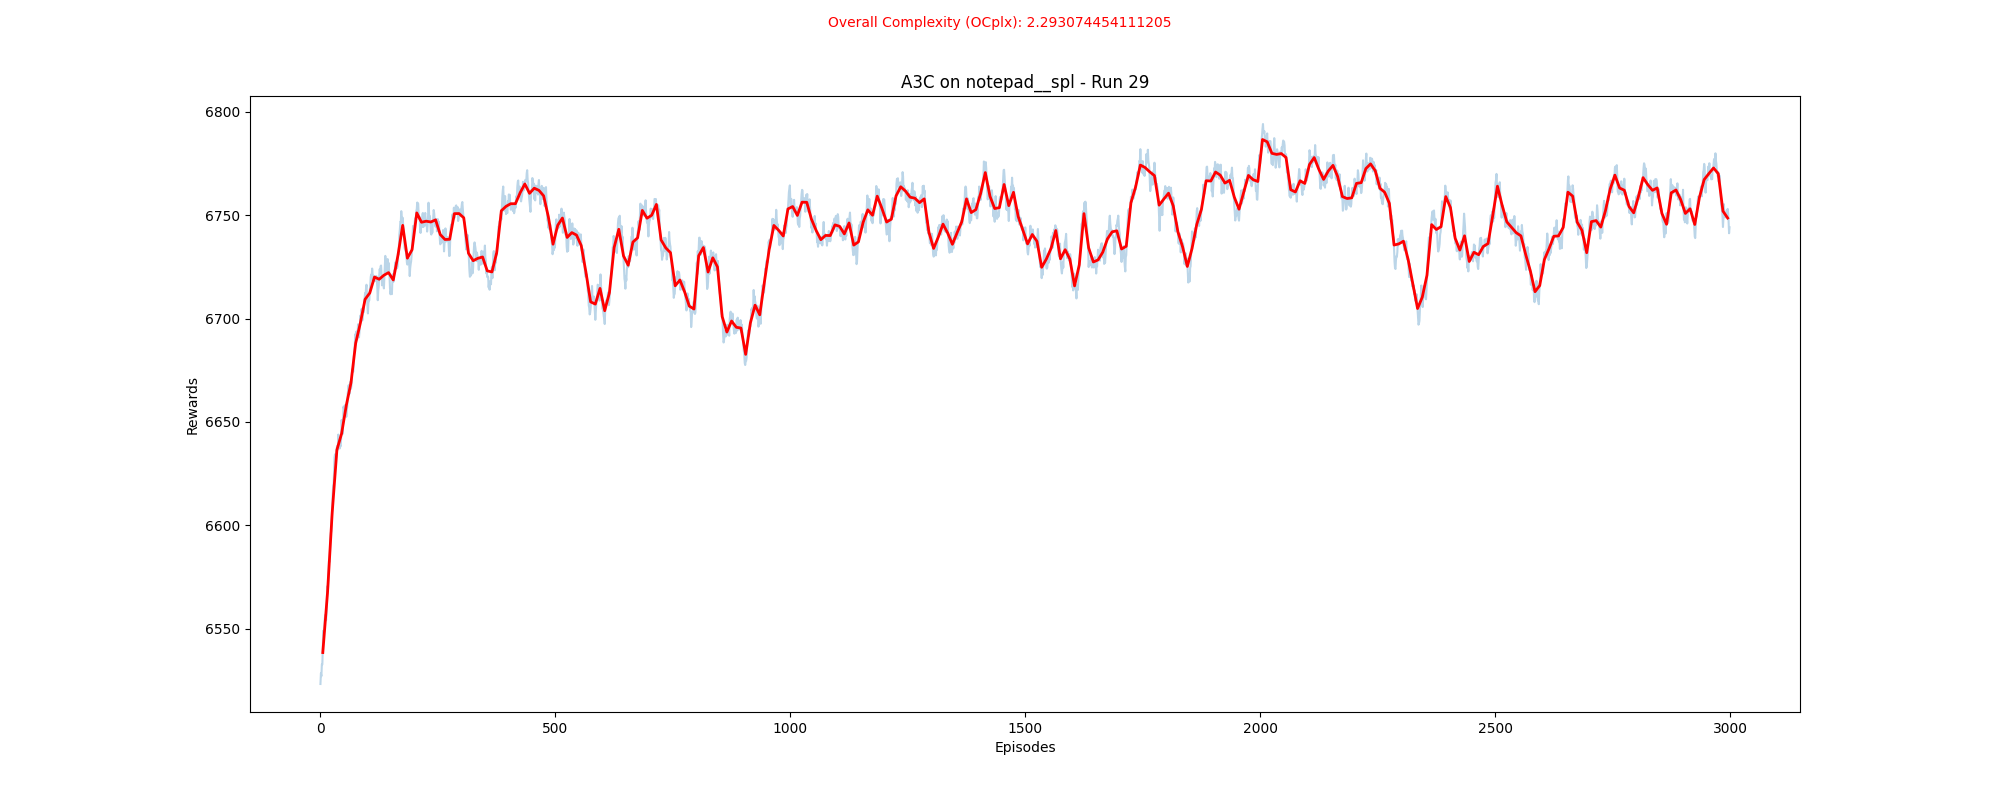 Overall Complexity (OCplx): 2.293074454111205
A3C on notepad__spl - Run 29
6800
6750
6700
6650
6600
6550
Rewards
0 500 1000 1500 2000 2500 3000
Episodes